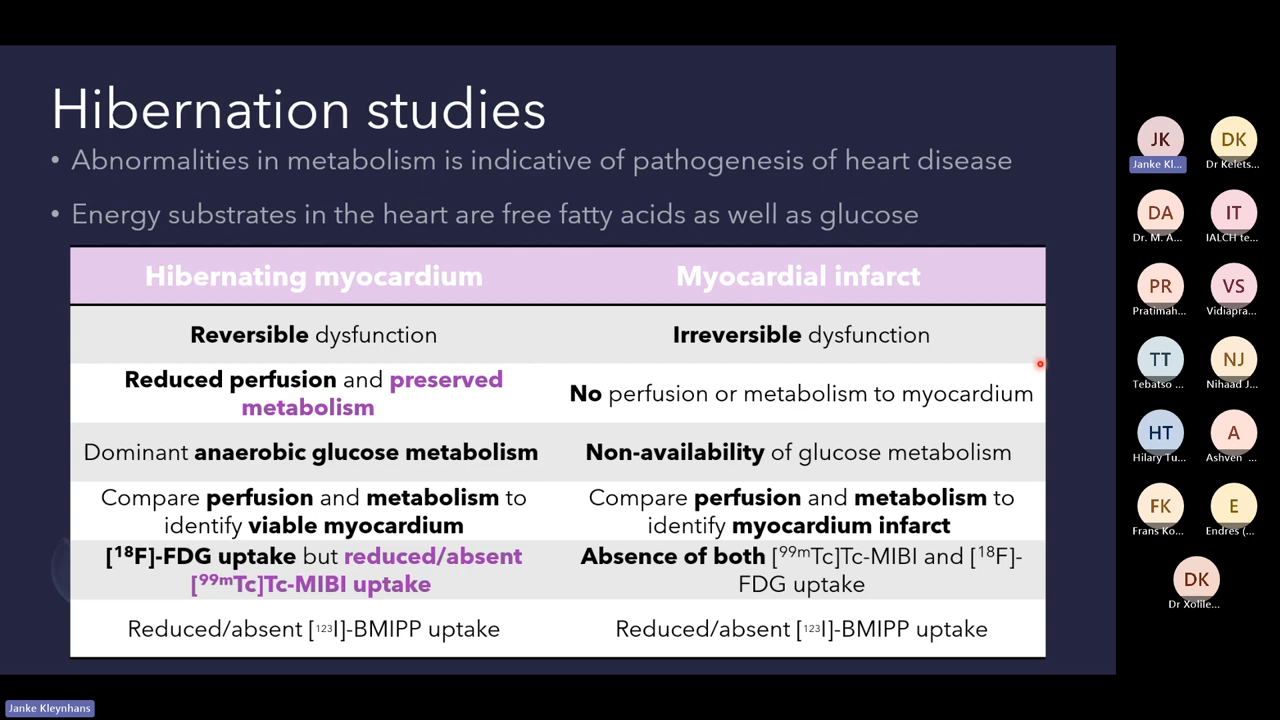 Hibernation studies
• Abnormalities in metabolism is indicative of pathogenesis of heart disease
• Energy substrates in the heart are free fatty acids as well as glucose
Hibernating myocardium
Myocardial infarct
Reversible dysfunction
Irreversible dysfunction
Reduced perfusion and preserved
metabolism
No perfusion or metabolism to myocardium
Dominant anaerobic glucose metabolism
Non-availability of glucose metabolism
Compare perfusion and metabolism to
identify viable myocardium
Compare perfusion and metabolism to
identify myocardium infarct
[¹⁸F]-FDG uptake but reduced/absent
[⁹⁹ᵐTc]Tc-MIBI uptake
Absence of both [⁹⁹ᵐTc]Tc-MIBI and [¹⁸F]-
FDG uptake
Reduced/absent [¹²³I]-BMIPP uptake
Reduced/absent [¹²³I]-BMIPP uptake
JK
Janke Kl...
DK
Dr Kelets...
DA
Dr. M. A...
IT
IALCH te...
PR
Pratimah...
VS
Vidiapra...
TT
Tebatso ...
NJ
Nihaad J...
HT
Hilary Tu...
A
Ashven ...
FK
Frans Ko...
E
Endres (...
DK
Dr Xolile...
Janke Kleynhans